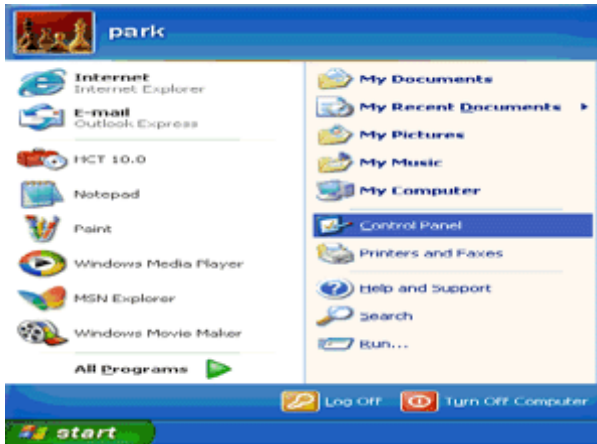 park
Internet
Internet Explorer
E-mail
Outlook Express
HCT 10.0
Notepad
Paint
Windows Media Player
MSN Explorer
Windows Movie Maker
All Programs
My Documents
My Recent Documents
My Pictures
My Music
My Computer
Control Panel
Printers and Faxes
Help and Support
Search
Run...
Log Off
Turn Off Computer
start